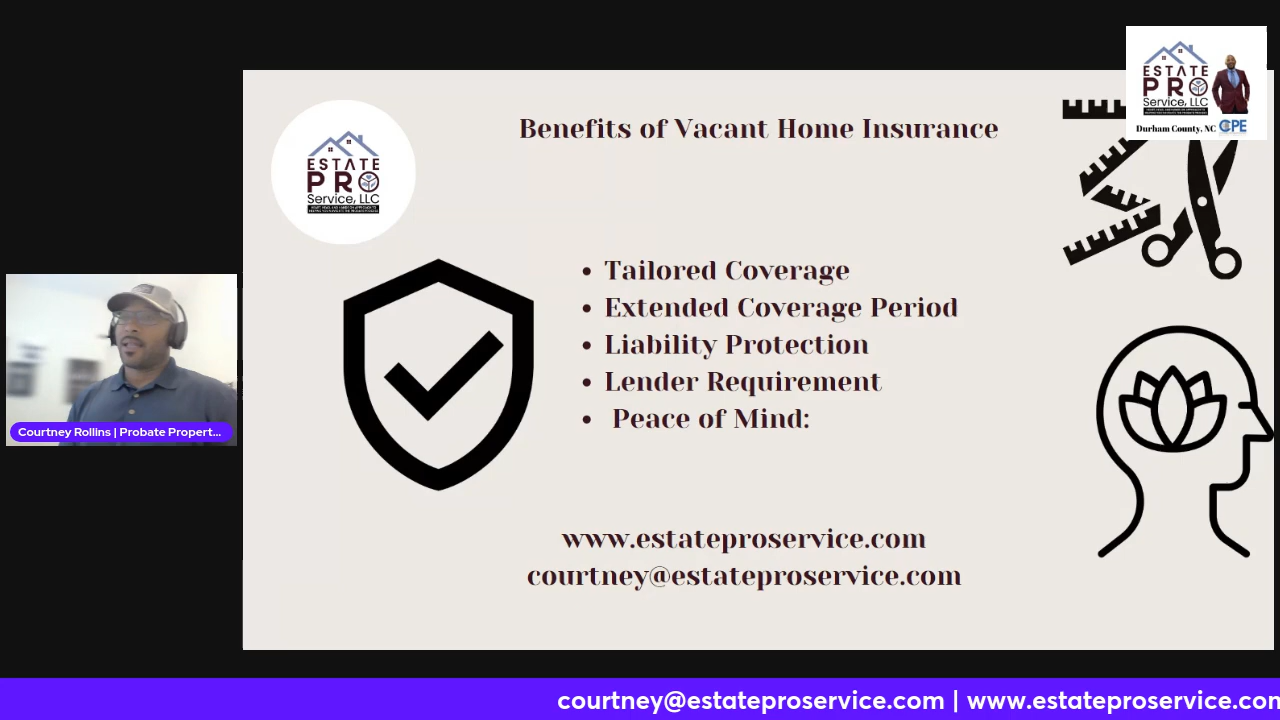 ESTATE
PRO
Service, LLC
Durham County, NC CPE
Benefits of Vacant Home Insurance
ESTATE
PRO
Service, LLC
• Tailored Coverage
• Extended Coverage Period
• Liability Protection
• Lender Requirement
• Peace of Mind:
Courtney Rollins | Probate Propert...
www.estateproservice.com
courtney@estateproservice.com
courtney@estateproservice.com | www.estateproservice.con